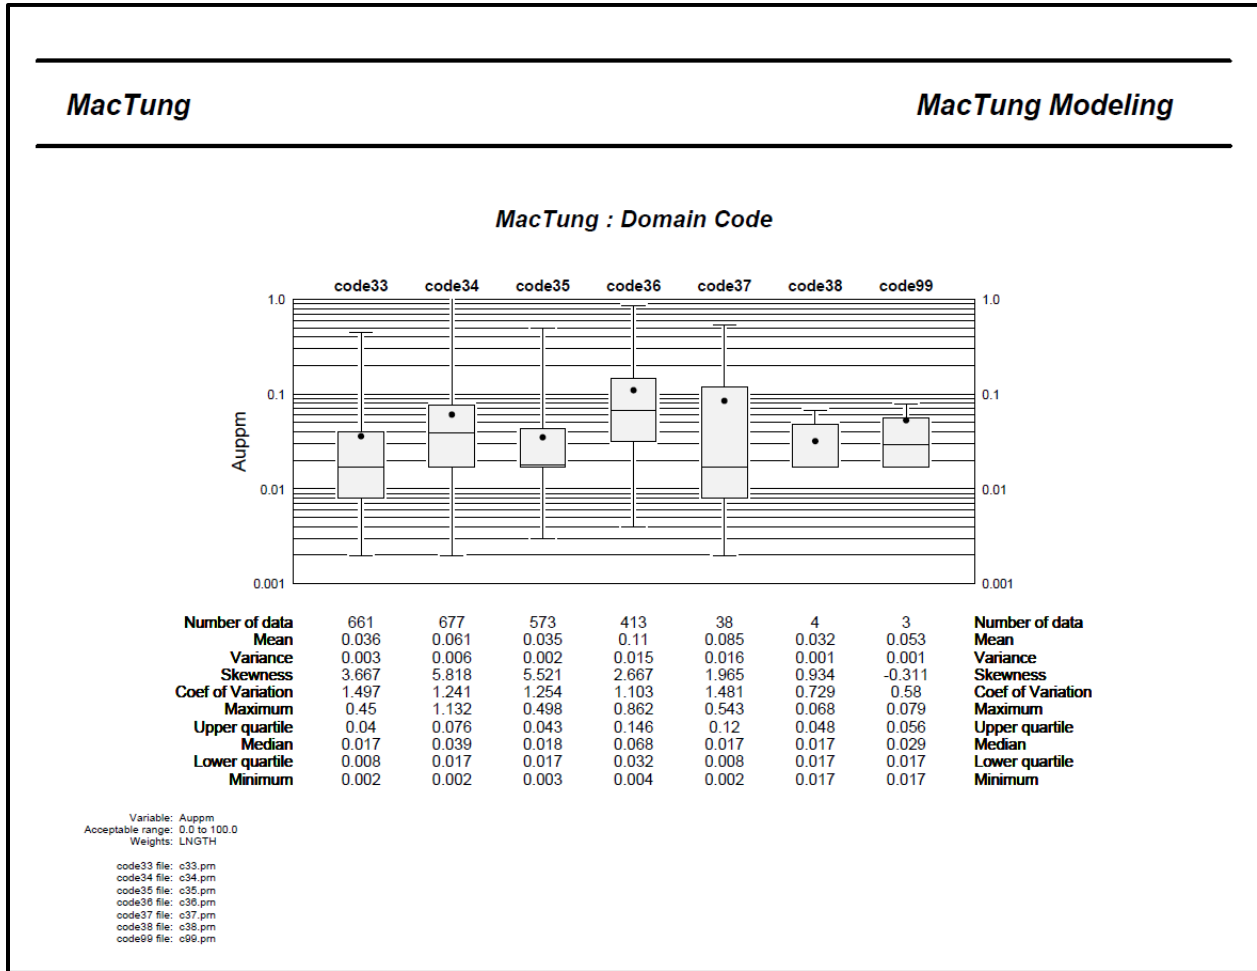 MacTung MacTung Modeling
MacTung : Domain Code
code33 code34 code35 code36 code37 code38 code99
1.0 1.0
0.1 0.1
Auppm
0.01 0.01
0.001 0.001
Number of data 661 677 573 413 38 4 3 Number of data
Mean 0.036 0.061 0.035 0.11 0.085 0.032 0.053 Mean
Variance 0.003 0.006 0.002 0.015 0.016 0.001 0.001 Variance
Skewness 3.667 5.818 5.521 2.667 1.965 0.934 -0.311 Skewness
Coef of Variation 1.497 1.241 1.254 1.103 1.481 0.729 0.58 Coef of Variation
Maximum 0.45 1.132 0.498 0.862 0.543 0.068 0.079 Maximum
Upper quartile 0.04 0.076 0.043 0.146 0.12 0.048 0.056 Upper quartile
Median 0.017 0.039 0.018 0.068 0.017 0.017 0.029 Median
Lower quartile 0.008 0.017 0.017 0.032 0.008 0.017 0.017 Lower quartile
Minimum 0.002 0.002 0.003 0.004 0.002 0.017 0.017 Minimum
Variable: Auppm
Acceptable range: 0.0 to 100.0
Weights: LNGTH
code33 file: c33.prn
code34 file: c34.prn
code35 file: c35.prn
code36 file: c36.prn
code37 file: c37.prn
code38 file: c38.prn
code99 file: c99.prn